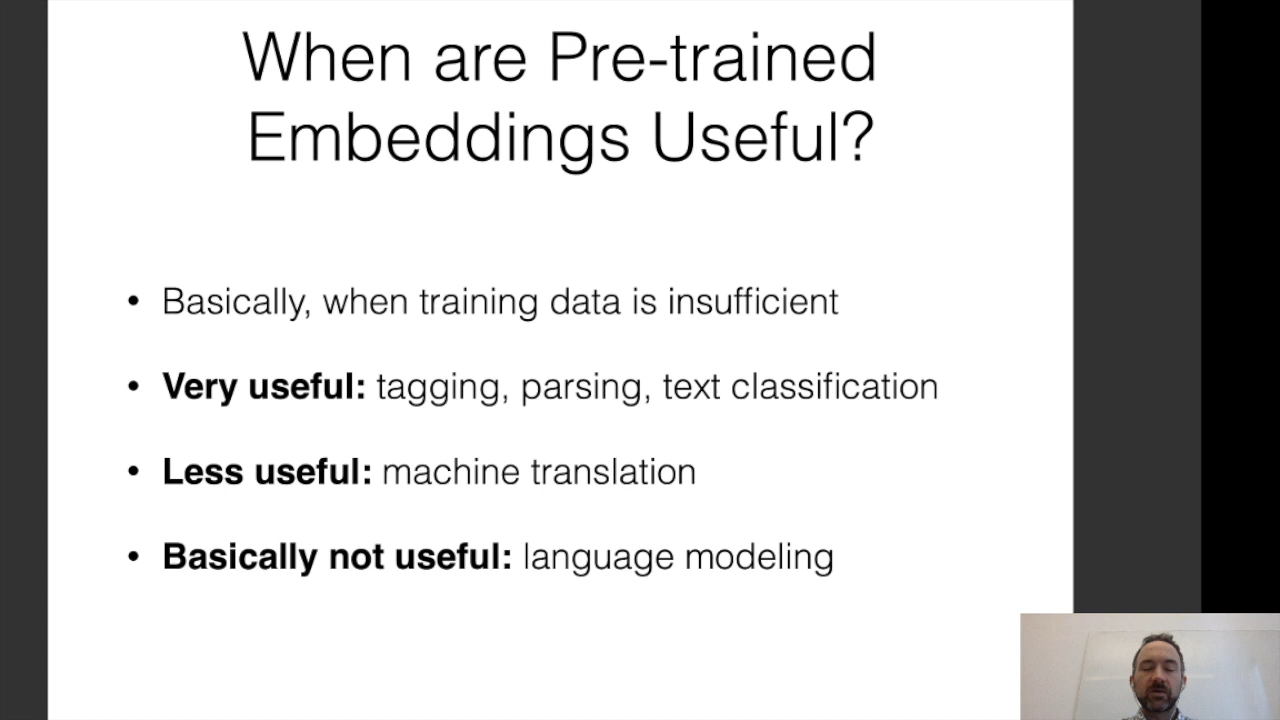 When are Pre-trained
Embeddings Useful?
• Basically, when training data is insufficient
• Very useful: tagging, parsing, text classification
• Less useful: machine translation
• Basically not useful: language modeling